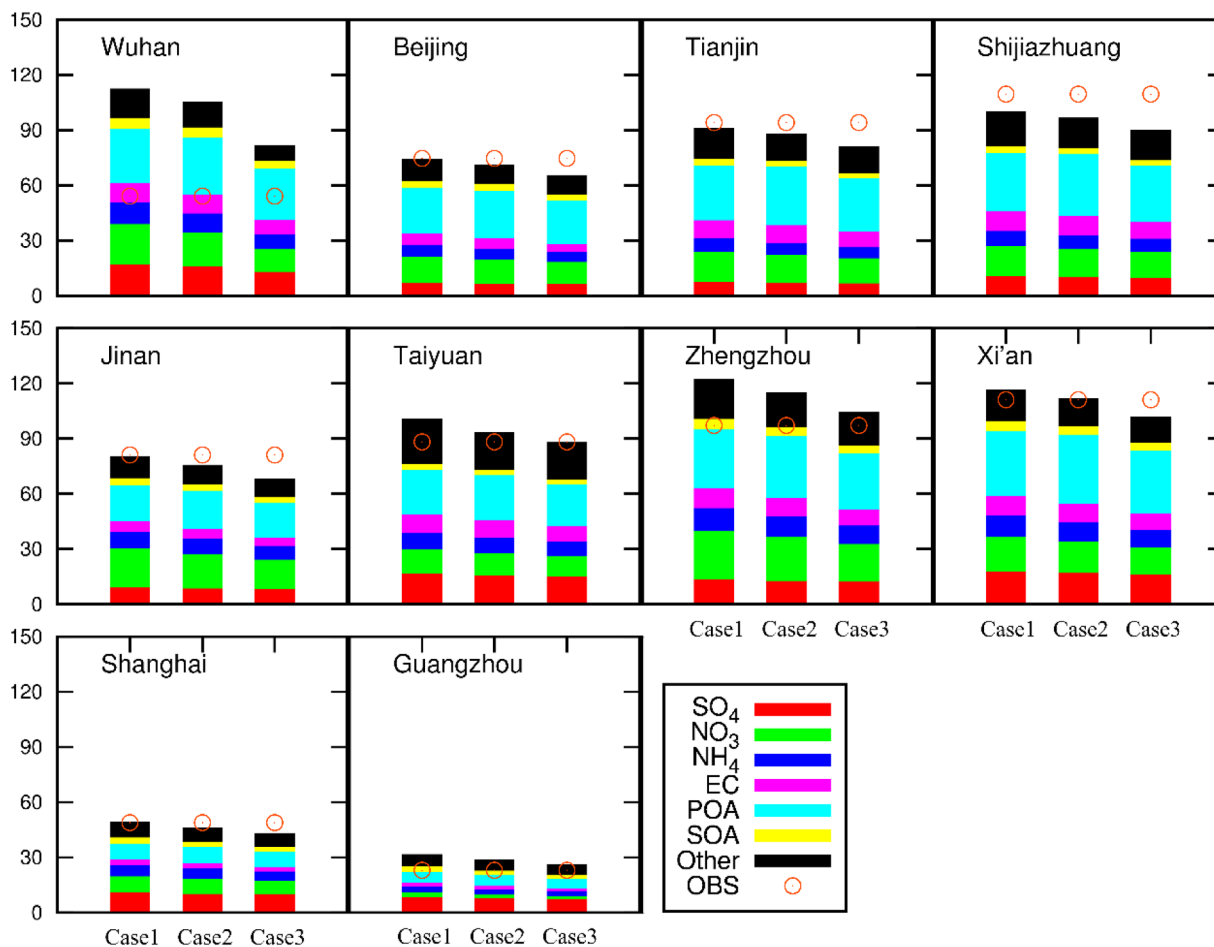 150
120
90
60
30
0
Wuhan
Beijing
Tianjin
Shijiazhuang
150
120
90
60
30
0
Jinan
Taiyuan
Zhengzhou
Xi'an
Case1 Case2 Case3
Case1 Case2 Case3
150
120
90
60
30
0
Shanghai
Guangzhou
Case1 Case2 Case3
Case1 Case2 Case3
SO4
NO3
NH4
EC
POA
SOA
Other
OBS